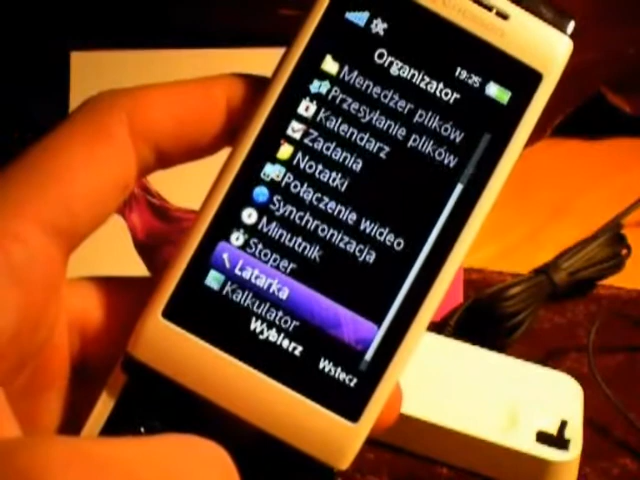 19:25
Organizator
Menedżer plików
Przesyłanie plików
Kalendarz
Zadania
Notatki
Połączenie wideo
Synchronizacja
Minutnik
Stoper
Latarka
Kalkulator
Wybierz
Wstecz